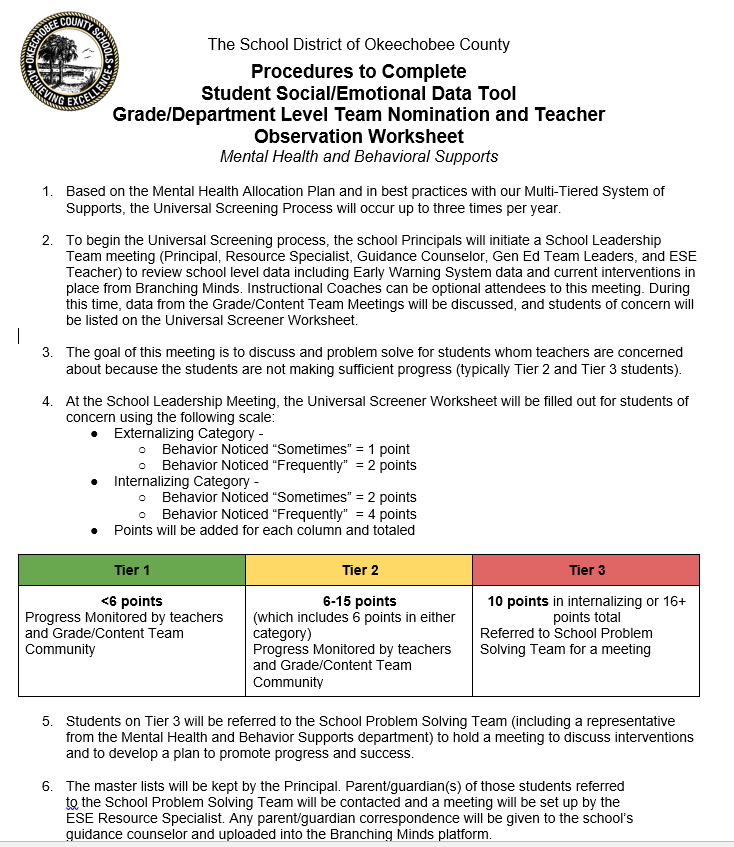 OKEECHOBEE COUNTY SCHOOLS
ACHIEVING EXCELLENCE
The School District of Okeechobee County
Procedures to Complete
Student Social/Emotional Data Tool
Grade/Department Level Team Nomination and Teacher
Observation Worksheet
Mental Health and Behavioral Supports
1. Based on the Mental Health Allocation Plan and in best practices with our Multi-Tiered System of
Supports, the Universal Screening Process will occur up to three times per year.
2. To begin the Universal Screening process, the school Principals will initiate a School Leadership
Team meeting (Principal, Resource Specialist, Guidance Counselor, Gen Ed Team Leaders, and ESE
Teacher) to review school level data including Early Warning System data and current interventions in
place from Branching Minds. Instructional Coaches can be optional attendees to this meeting. During
this time, data from the Grade/Content Team Meetings will be discussed, and students of concern will
be listed on the Universal Screener Worksheet.
3. The goal of this meeting is to discuss and problem solve for students whom teachers are concerned
about because the students are not making sufficient progress (typically Tier 2 and Tier 3 students).
4. At the School Leadership Meeting, the Universal Screener Worksheet will be filled out for students of
concern using the following scale:
● Externalizing Category -
○ Behavior Noticed “Sometimes” = 1 point
○ Behavior Noticed “Frequently” = 2 points
● Internalizing Category -
○ Behavior Noticed “Sometimes” = 2 points
○ Behavior Noticed “Frequently” = 4 points
● Points will be added for each column and totaled
Tier 1
<6 points
Progress Monitored by teachers
and Grade/Content Team
Community
Tier 2
6-15 points
(which includes 6 points in either
category)
Progress Monitored by teachers
and Grade/Content Team
Community
Tier 3
10 points in internalizing or 16+
points total
Referred to School Problem
Solving Team for a meeting
5. Students on Tier 3 will be referred to the School Problem Solving Team (including a representative
from the Mental Health and Behavior Supports department) to hold a meeting to discuss interventions
and to develop a plan to promote progress and success.
6. The master lists will be kept by the Principal. Parent/guardian(s) of those students referred
to the School Problem Solving Team will be contacted and a meeting will be set up by the
ESE Resource Specialist. Any parent/guardian correspondence will be given to the school’s
guidance counselor and uploaded into the Branching Minds platform.